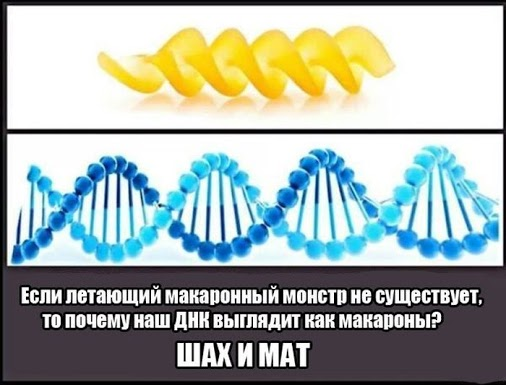 Если летающий макаронный монстр не существует,
то почему наш ДНК выглядит как макароны?
ШАХ И МАТ